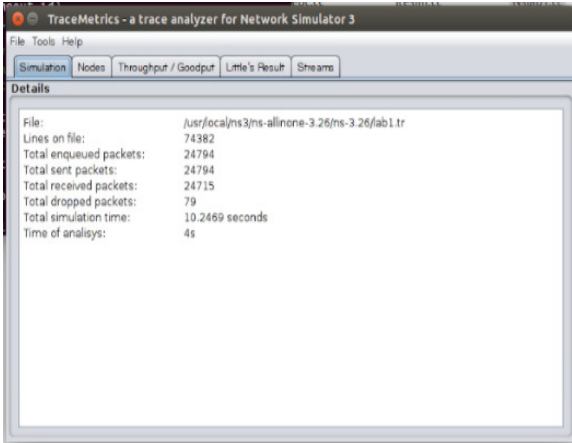 TraceMetrics - a trace analyzer for Network Simulator 3
File Tools Help
Simulation Nodes Throughput / Goodput Little's Result Streams
Details
File: /usr/local/ns3/ns-allinone-3.26/ns-3.26/lab1.tr
Lines on file: 74382
Total enqueued packets: 24794
Total sent packets: 24794
Total received packets: 24715
Total dropped packets: 79
Total simulation time: 10.2469 seconds
Time of analisys: 4s